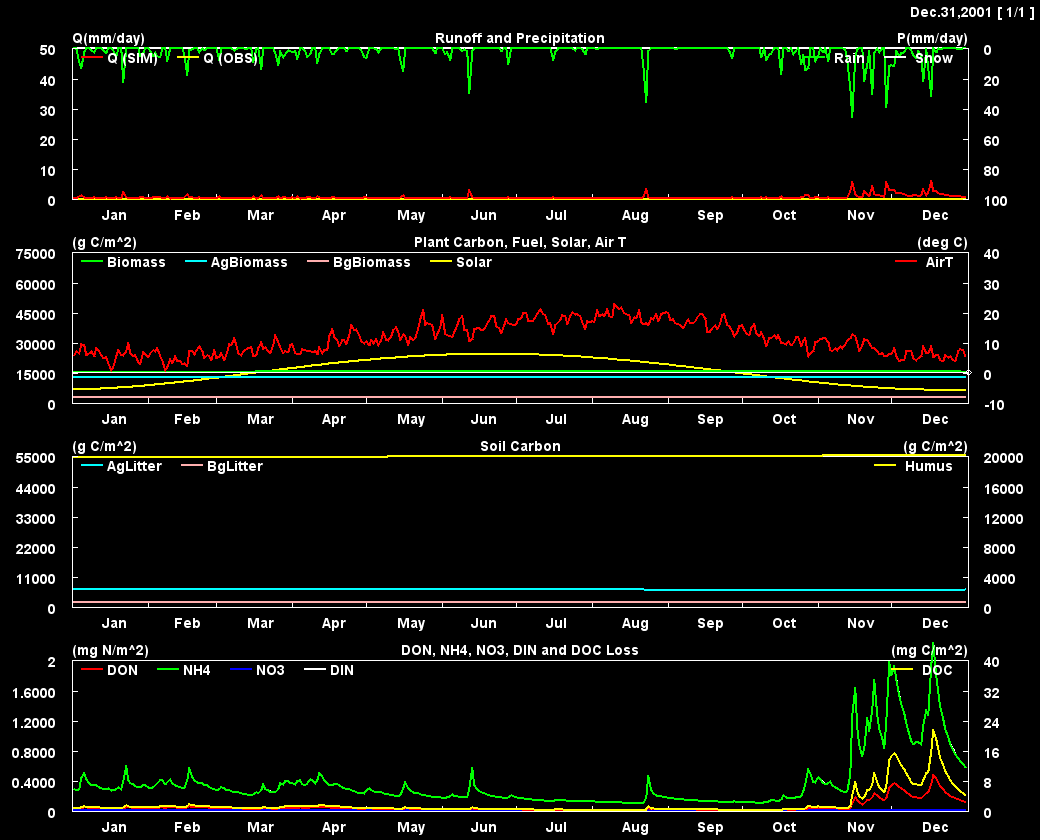 Dec.31,2001 [ 1/1 ]
Q(mm/day) Runoff and Precipitation P(mm/day)
50 0
Q (SIM) Q (OBS) Rain Snow
40 20
30 40
20 60
10 80
0 100
Jan Feb Mar Apr May Jun Jul Aug Sep Oct Nov Dec
(g C/m^2) Plant Carbon, Fuel, Solar, Air T (deg C)
75000 40
Biomass AgBiomass BgBiomass Solar AirT
60000 30
45000 20
30000 10
15000 0
0 -10
Jan Feb Mar Apr May Jun Jul Aug Sep Oct Nov Dec
(g C/m^2) Soil Carbon (g C/m^2)
55000 20000
AgLitter BgLitter Humus
44000 16000
33000 12000
22000 8000
11000 4000
0 0
Jan Feb Mar Apr May Jun Jul Aug Sep Oct Nov Dec
(mg N/m^2) DON, NH4, NO3, DIN and DOC Loss (mg C/m^2)
2 40
DON NH4 NO3 DIN DOC
1.6000 32
1.2000 24
0.8000 16
0.4000 8
0 0
Jan Feb Mar Apr May Jun Jul Aug Sep Oct Nov Dec